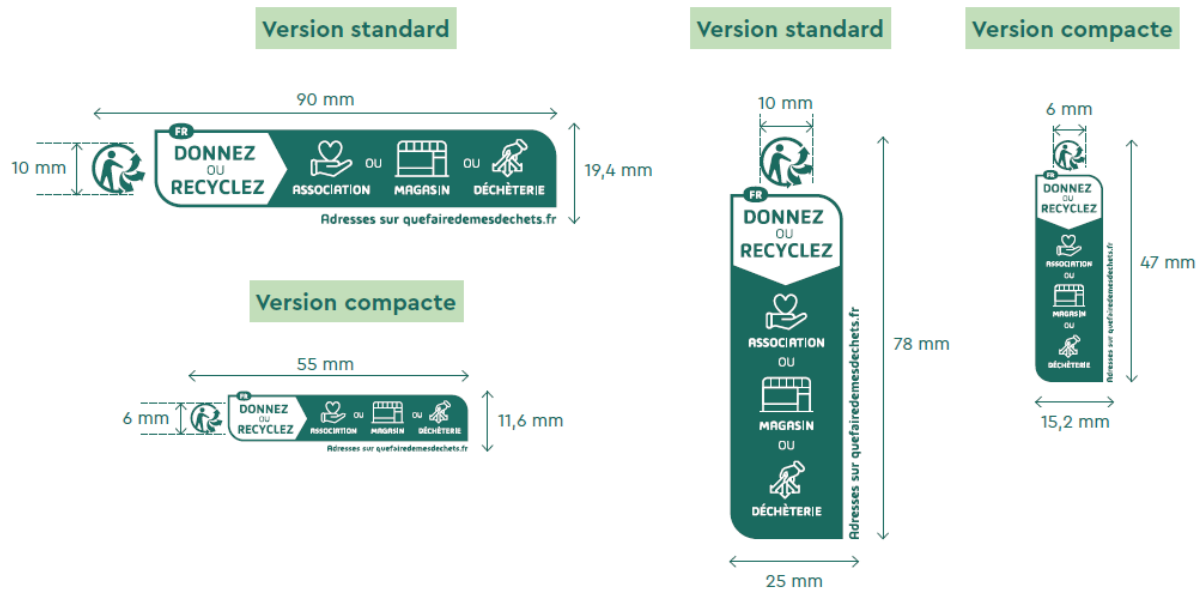 Version standard
90 mm
10 mm
FR
DONNEZ
OU
RECYCLEZ
ASSOCIATION
OU
MAGASIN
OU
DÉCHÈTERIE
Adresses sur quefairedemesdechets.fr
19,4 mm
Version compacte
55 mm
6 mm
FR
DONNEZ
OU
RECYCLEZ
ASSOCIATION
OU
MAGASIN
OU
DÉCHÈTERIE
Adresses sur quefairedemesdechets.fr
11,6 mm
Version standard
10 mm
FR
DONNEZ
OU
RECYCLEZ
ASSOCIATION
OU
MAGASIN
OU
DÉCHÈTERIE
Adresses sur quefairedemesdechets.fr
78 mm
25 mm
Version compacte
6 mm
FR
DONNEZ
OU
RECYCLEZ
ASSOCIATION
OU
MAGASIN
OU
DÉCHÈTERIE
Adresses sur quefairedemesdechets.fr
47 mm
15,2 mm